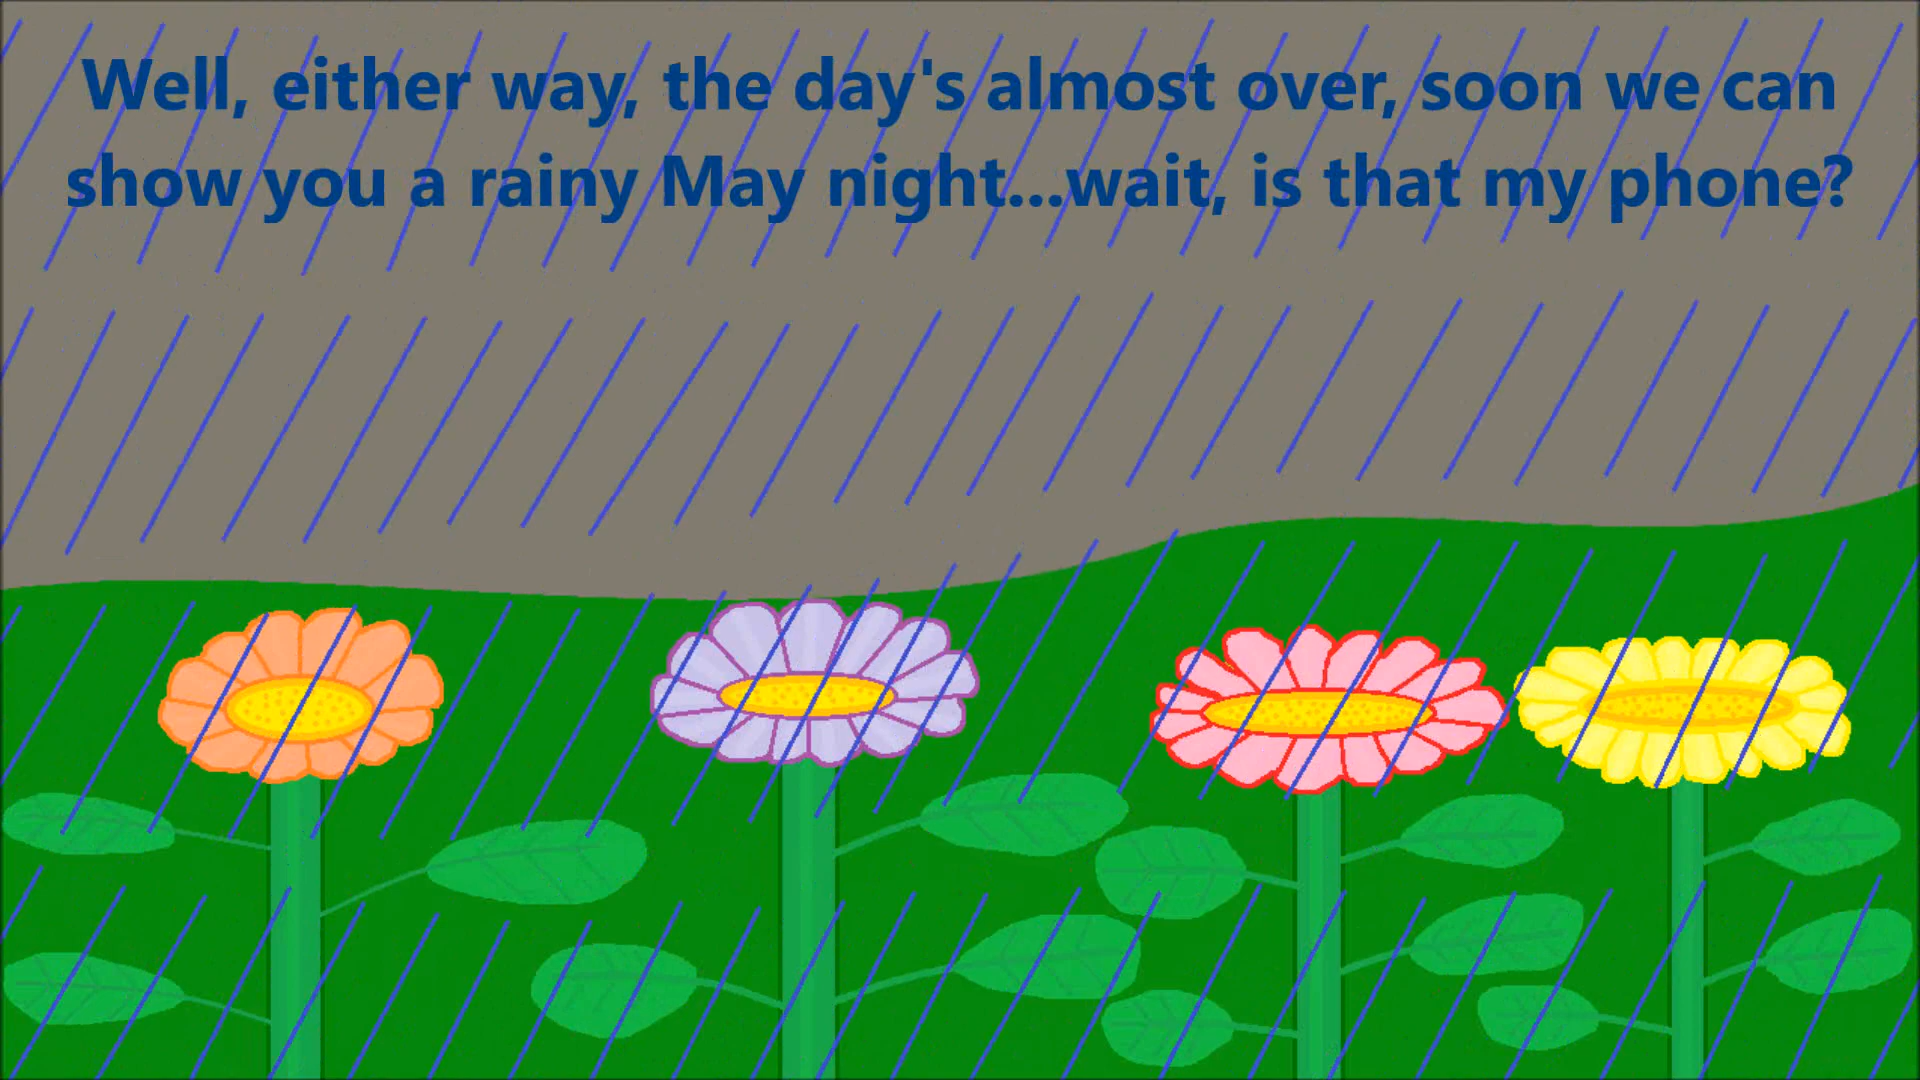 Well, either way, the day's almost over, soon we can
show you a rainy May night...wait, is that my phone?